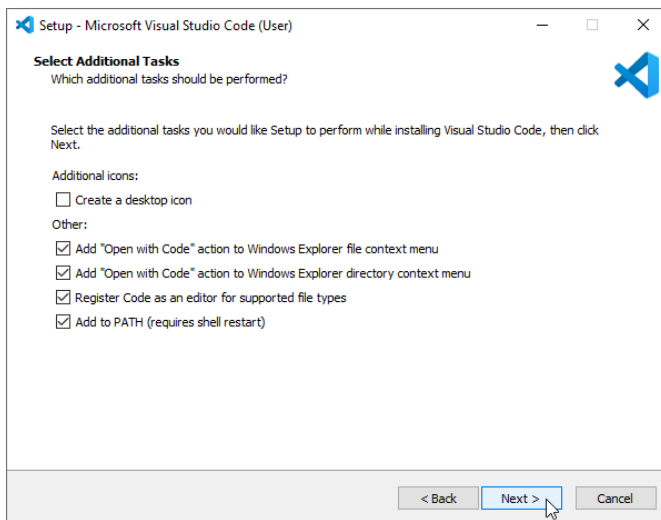 Setup - Microsoft Visual Studio Code (User)
Select Additional Tasks
Which additional tasks should be performed?
Select the additional tasks you would like Setup to perform while installing Visual Studio Code, then click
Next.
Additional icons:
Create a desktop icon
Other:
Add "Open with Code" action to Windows Explorer file context menu
Add "Open with Code" action to Windows Explorer directory context menu
Register Code as an editor for supported file types
Add to PATH (requires shell restart)
< Back Next > Cancel